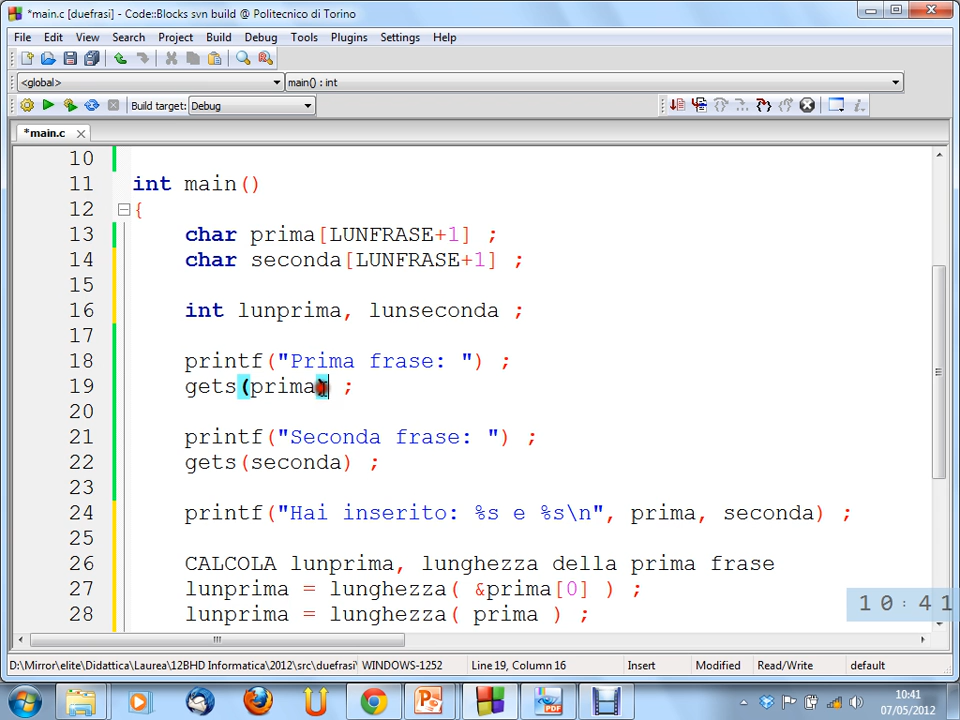 *main.c [duefrasi] - Code::Blocks svn build @ Politecnico di Torino
File Edit View Search Project Build Debug Tools Plugins Settings Help
<global> main() : int
Build target: Debug
*main.c
10
11 int main()
12 {
13 char prima[LUNFRASE+1] ;
14 char seconda[LUNFRASE+1] ;
15
16 int lunprima, lunseconda ;
17
18 printf("Prima frase: ") ;
19 gets(prima) ;
20
21 printf("Seconda frase: ") ;
22 gets(seconda) ;
23
24 printf("Hai inserito: %s e %s\n", prima, seconda) ;
25
26 CALCOLA lunprima, lunghezza della prima frase
27 lunprima = lunghezza( &prima[0] ) ;
28 lunprima = lunghezza( prima ) ;
10:41
D:\Mirror\elite\Didattica\Laurea\12BHD Informatica\2012\src\duefrasi\ WINDOWS-1252 Line 19, Column 16 Insert Modified Read/Write default
10:41
07/05/2012